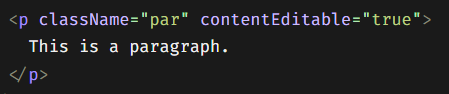 <p className="par" contentEditable="true">
This is a paragraph.
</p>